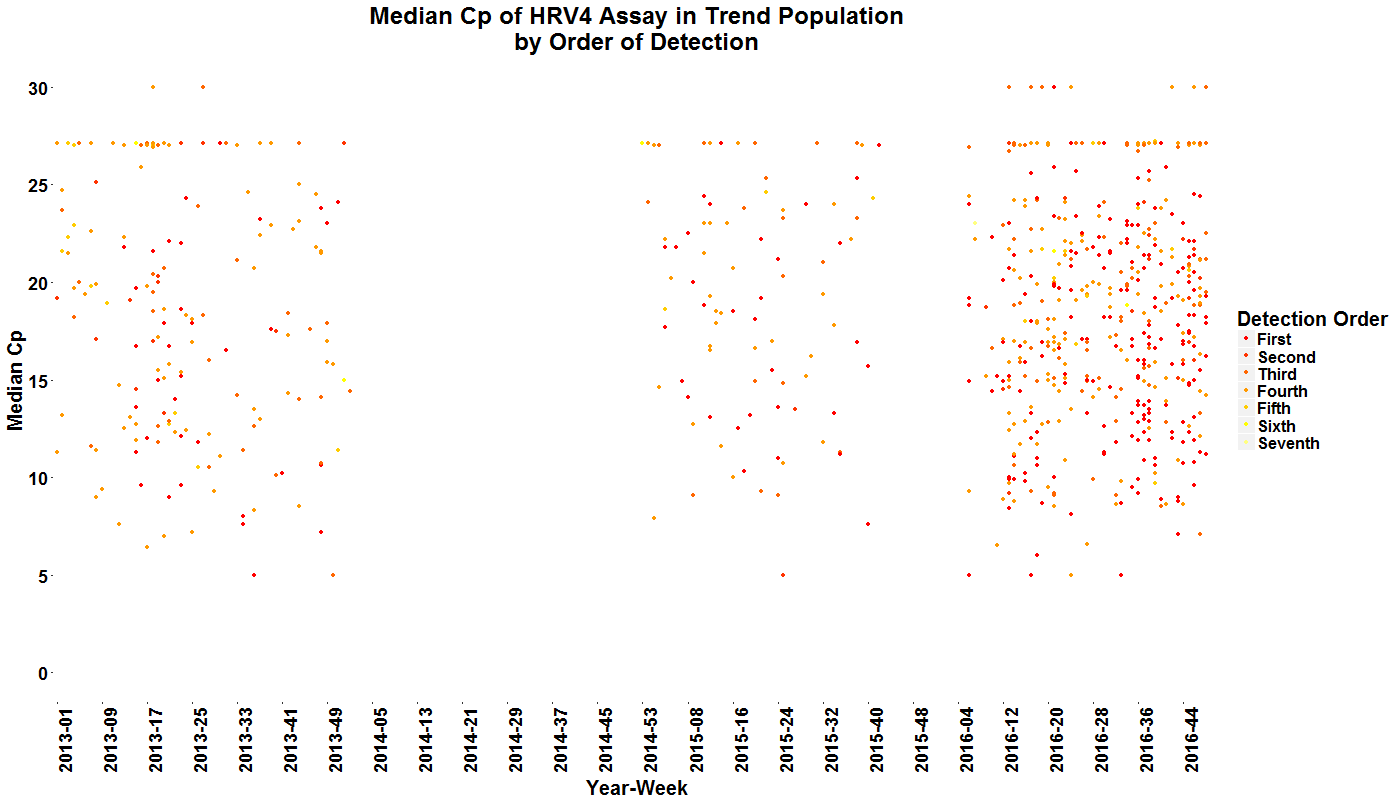 Median Cp of HRV4 Assay in Trend Population
by Order of Detection
Median Cp
30
25
20
15
10
5
0
2013-01
2013-09
2013-17
2013-25
2013-33
2013-41
2013-49
2014-05
2014-13
2014-21
2014-29
2014-37
2014-45
2014-53
2015-08
2015-16
2015-24
2015-32
2015-40
2015-48
2016-04
2016-12
2016-20
2016-28
2016-36
2016-44
Year-Week
Detection Order
First
Second
Third
Fourth
Fifth
Sixth
Seventh